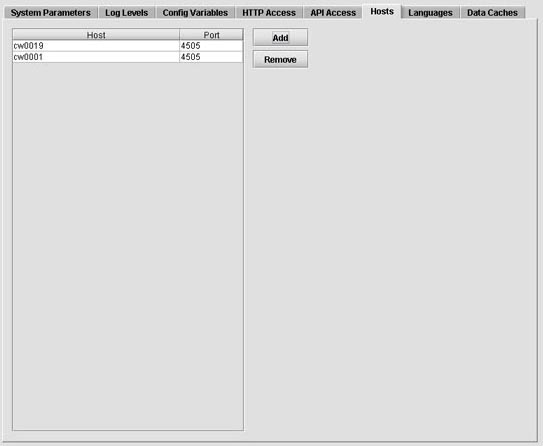 System Parameters Log Levels Config Variables HTTP Access API Access Hosts Languages Data Caches
Host Port
cw0019 4505
cw0001 4505
Add
Remove